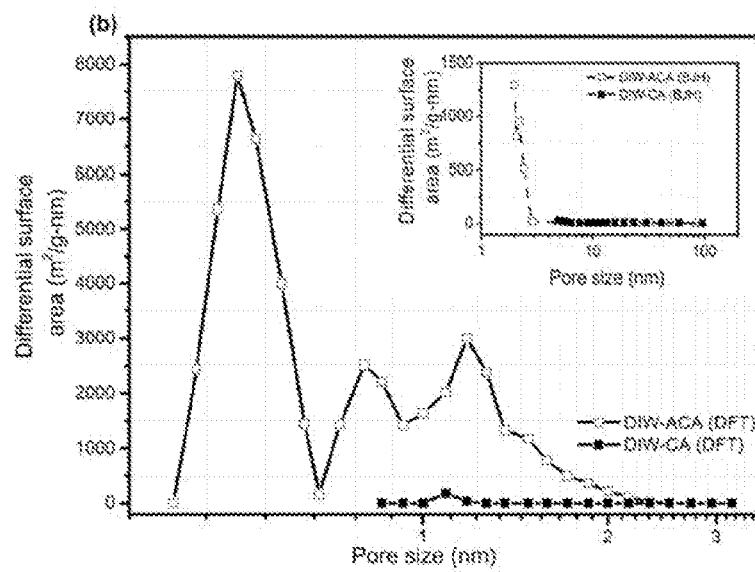 (b)
Differential surface
area (m²/g-nm)
8000
7000
6000
5000
4000
3000
2000
1000
0
1
2
3
Pore size (nm)
DIW-ACA (DFT)
DIW-CA (DFT)
Differential surface
area (m²/g-nm)
1500
1000
500
0
1
10
100
Pore size (nm)
DIW-ACA (BJH)
DIW-CA (BJH)